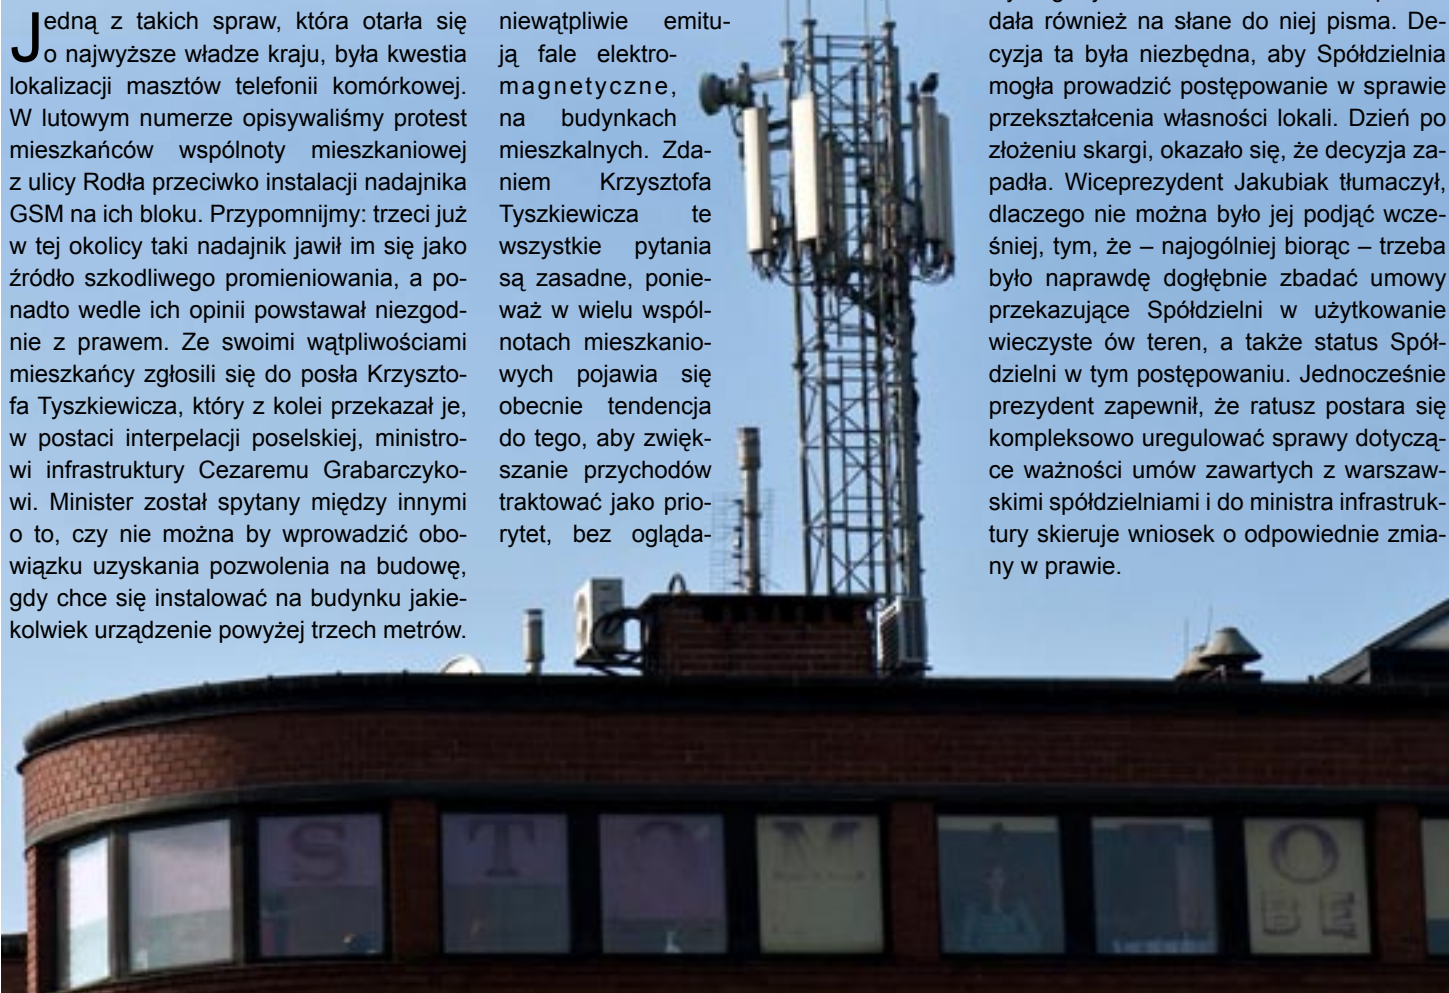 Jedną z takich spraw, która otarła się
o najwyższe władze kraju, była kwestia
lokalizacji masztów telefonii komórkowej.
W lutowym numerze opisywaliśmy protest
mieszkańców wspólnoty mieszkaniowej
z ulicy Rodła przeciwko instalacji nadajnika
GSM na ich bloku. Przypomnijmy: trzeci już
w tej okolicy taki nadajnik jawił im się jako
źródło szkodliwego promieniowania, a po-
nadto wedle ich opinii powstawał niezgod-
nie z prawem. Ze swoimi wątpliwościami
mieszkańcy zgłosili się do posła Krzyszto-
fa Tyszkiewicza, który z kolei przekazał je,
w postaci interpelacji poselskiej, ministro-
wi infrastruktury Cezaremu Grabarczyko-
wi. Minister został spytany między innymi
o to, czy nie można by wprowadzić obo-
wiązku uzyskania pozwolenia na budowę,
gdy chce się instalować na budynku jakie-
kolwiek urządzenie powyżej trzech metrów.
niewątpliwie emitu-
ją fale elektro-
magnetyczne,
na budynkach
mieszkalnych. Zda-
niem Krzysztofa
Tyszkiewicza te
wszystkie pytania
są zasadne, ponie-
waż w wielu wspól-
notach mieszkanio-
wych pojawia się
obecnie tendencja
do tego, aby zwięk-
szanie przychodów
traktować jako prio-
rytet, bez ogląda-
dała również na słane do niej pisma. De-
cyzja ta była niezbędna, aby Spółdzielnia
mogła prowadzić postępowanie w sprawie
przekształcenia własności lokali. Dzień po
złożeniu skargi, okazało się, że decyzja za-
padła. Wiceprezydent Jakubiak tłumaczył,
dlaczego nie można było jej podjąć wcze-
śniej, tym, że – najogólniej biorąc – trzeba
było naprawdę dogłębnie zbadać umowy
przekazujące Spółdzielni w użytkowanie
wieczyste ów teren, a także status Spół-
dzielni w tym postępowaniu. Jednocześnie
prezydent zapewnił, że ratusz postara się
kompleksowo uregulować sprawy dotyczą-
ce ważności umów zawartych z warszaw-
skimi spółdzielniami i do ministra infrastruk-
tury skieruje wniosek o odpowiednie zmia-
ny w prawie.
S T O M
O
BE